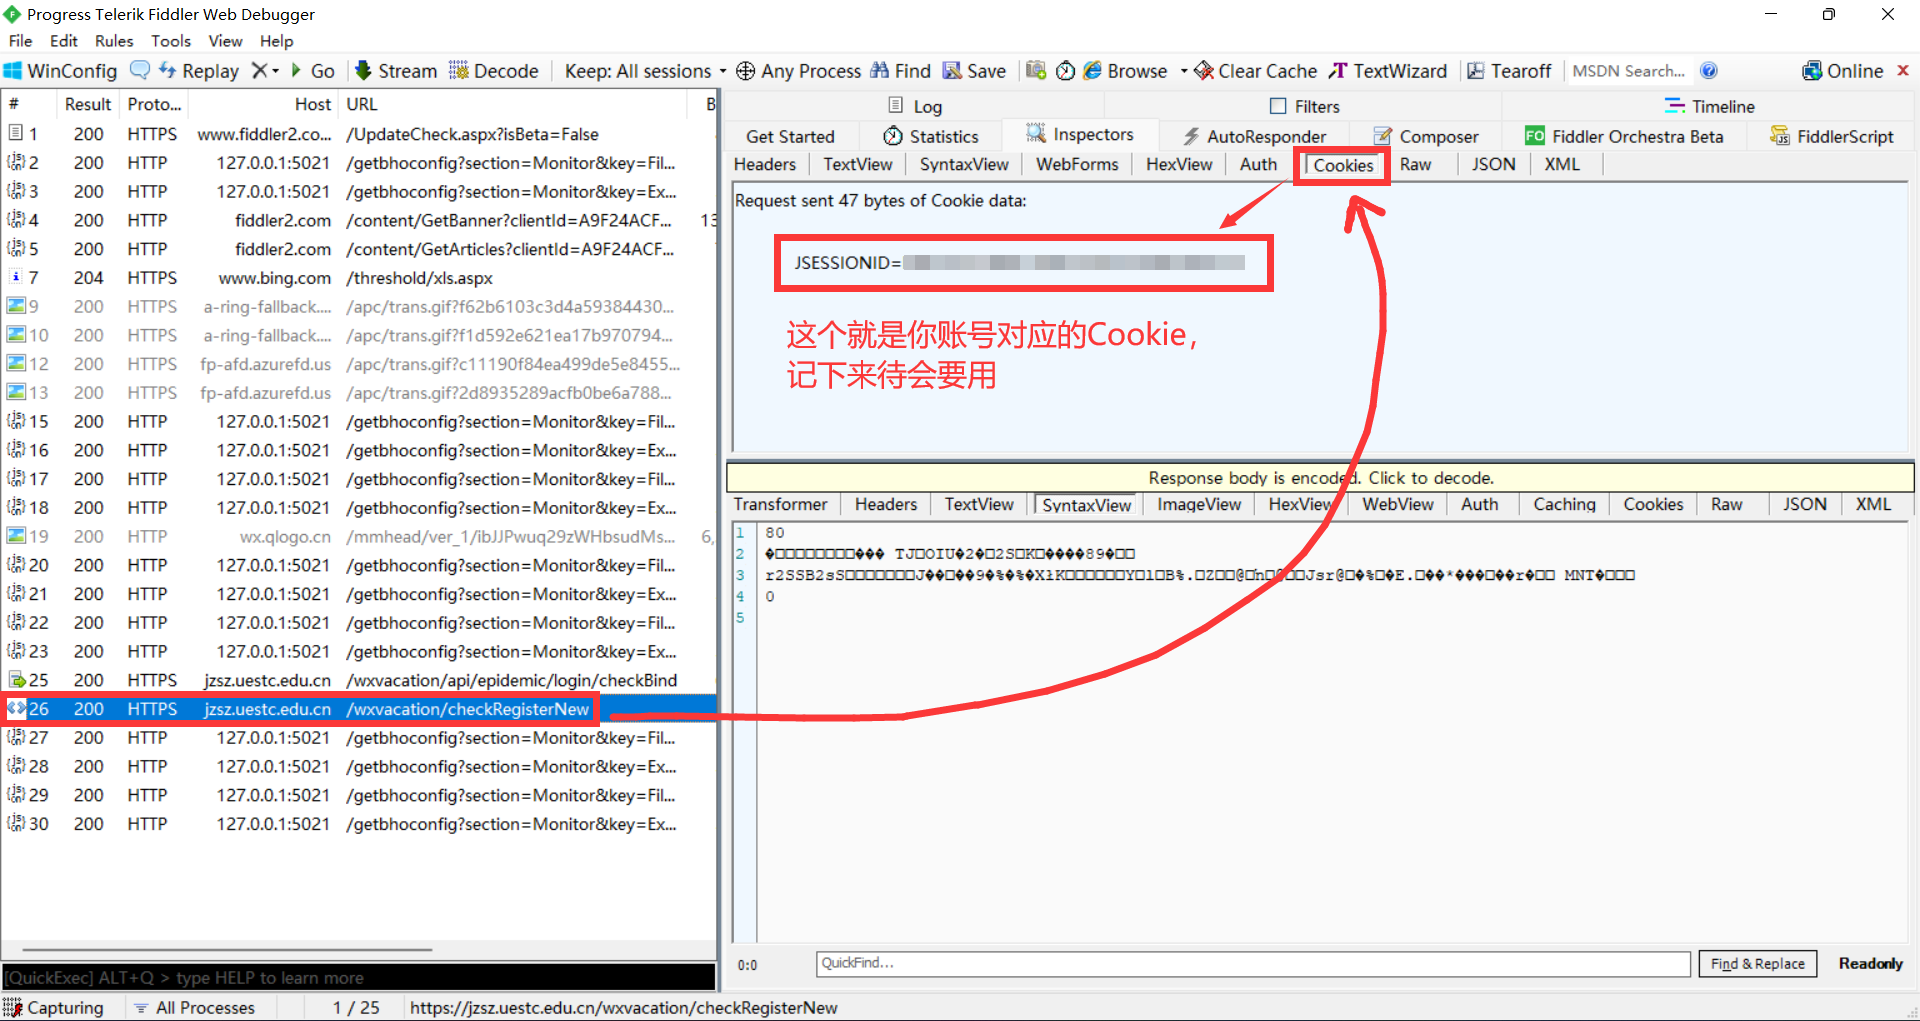 Progress Telerik Fiddler Web Debugger
File Edit Rules Tools View Help
WinConfig Replay Go Stream Decode Keep: All sessions Any Process Find Save Browse Clear Cache TextWizard Tearoff MSDN Search... Online
# Result Proto... Host URL B
1 200 HTTPS www.fiddler2.co... /UpdateCheck.aspx?isBeta=False
2 200 HTTP 127.0.0.1:5021 /getbhoconfig?section=Monitor&key=Fil...
3 200 HTTP 127.0.0.1:5021 /getbhoconfig?section=Monitor&key=Ex...
4 200 HTTP fiddler2.com /content/GetBanner?clientId=A9F24ACF... 13
5 200 HTTP fiddler2.com /content/GetArticles?clientId=A9F24ACF...
7 204 HTTPS www.bing.com /threshold/xls.aspx
9 200 HTTPS a-ring-fallback.... /apc/trans.gif?f62b6103c3d4a59384430...
10 200 HTTPS a-ring-fallback.... /apc/trans.gif?f1d592e621ea17b970794...
12 200 HTTPS fp-afd.azurefd.us /apc/trans.gif?c11190f84ea499de5e8455...
13 200 HTTPS fp-afd.azurefd.us /apc/trans.gif?2d8935289acfb0be6a788...
15 200 HTTP 127.0.0.1:5021 /getbhoconfig?section=Monitor&key=Fil...
16 200 HTTP 127.0.0.1:5021 /getbhoconfig?section=Monitor&key=Ex...
17 200 HTTP 127.0.0.1:5021 /getbhoconfig?section=Monitor&key=Fil...
18 200 HTTP 127.0.0.1:5021 /getbhoconfig?section=Monitor&key=Ex...
19 200 HTTP wx.qlogo.cn /mmhead/ver_1/ibJJPwuq29zWHbsudMs... 6,
20 200 HTTP 127.0.0.1:5021 /getbhoconfig?section=Monitor&key=Fil...
21 200 HTTP 127.0.0.1:5021 /getbhoconfig?section=Monitor&key=Ex...
22 200 HTTP 127.0.0.1:5021 /getbhoconfig?section=Monitor&key=Fil...
23 200 HTTP 127.0.0.1:5021 /getbhoconfig?section=Monitor&key=Ex...
25 200 HTTPS jzsz.uestc.edu.cn /wxvacation/api/epidemic/login/checkBind
26 200 HTTPS jzsz.uestc.edu.cn /wxvacation/checkRegisterNew
27 200 HTTP 127.0.0.1:5021 /getbhoconfig?section=Monitor&key=Fil...
28 200 HTTP 127.0.0.1:5021 /getbhoconfig?section=Monitor&key=Ex...
29 200 HTTP 127.0.0.1:5021 /getbhoconfig?section=Monitor&key=Fil...
30 200 HTTP 127.0.0.1:5021 /getbhoconfig?section=Monitor&key=Ex...
[QuickExec] ALT+Q > type HELP to learn more
Capturing All Processes 1 / 25 https://jzsz.uestc.edu.cn/wxvacation/checkRegisterNew
Log Filters Timeline
Get Started Statistics Inspectors AutoResponder Composer FO Fiddler Orchestra Beta FiddlerScript
Headers TextView SyntaxView WebForms HexView Auth Cookies Raw JSON XML
Request sent 47 bytes of Cookie data:
JSESSIONID=
这个就是你账号对应的Cookie，
记下来待会要用
Response body is encoded. Click to decode.
Transformer Headers TextView SyntaxView ImageView HexView WebView Auth Caching Cookies Raw JSON XML
1 80
2
3
4 0
5
0:0 QuickFind... Find & Replace Readonly